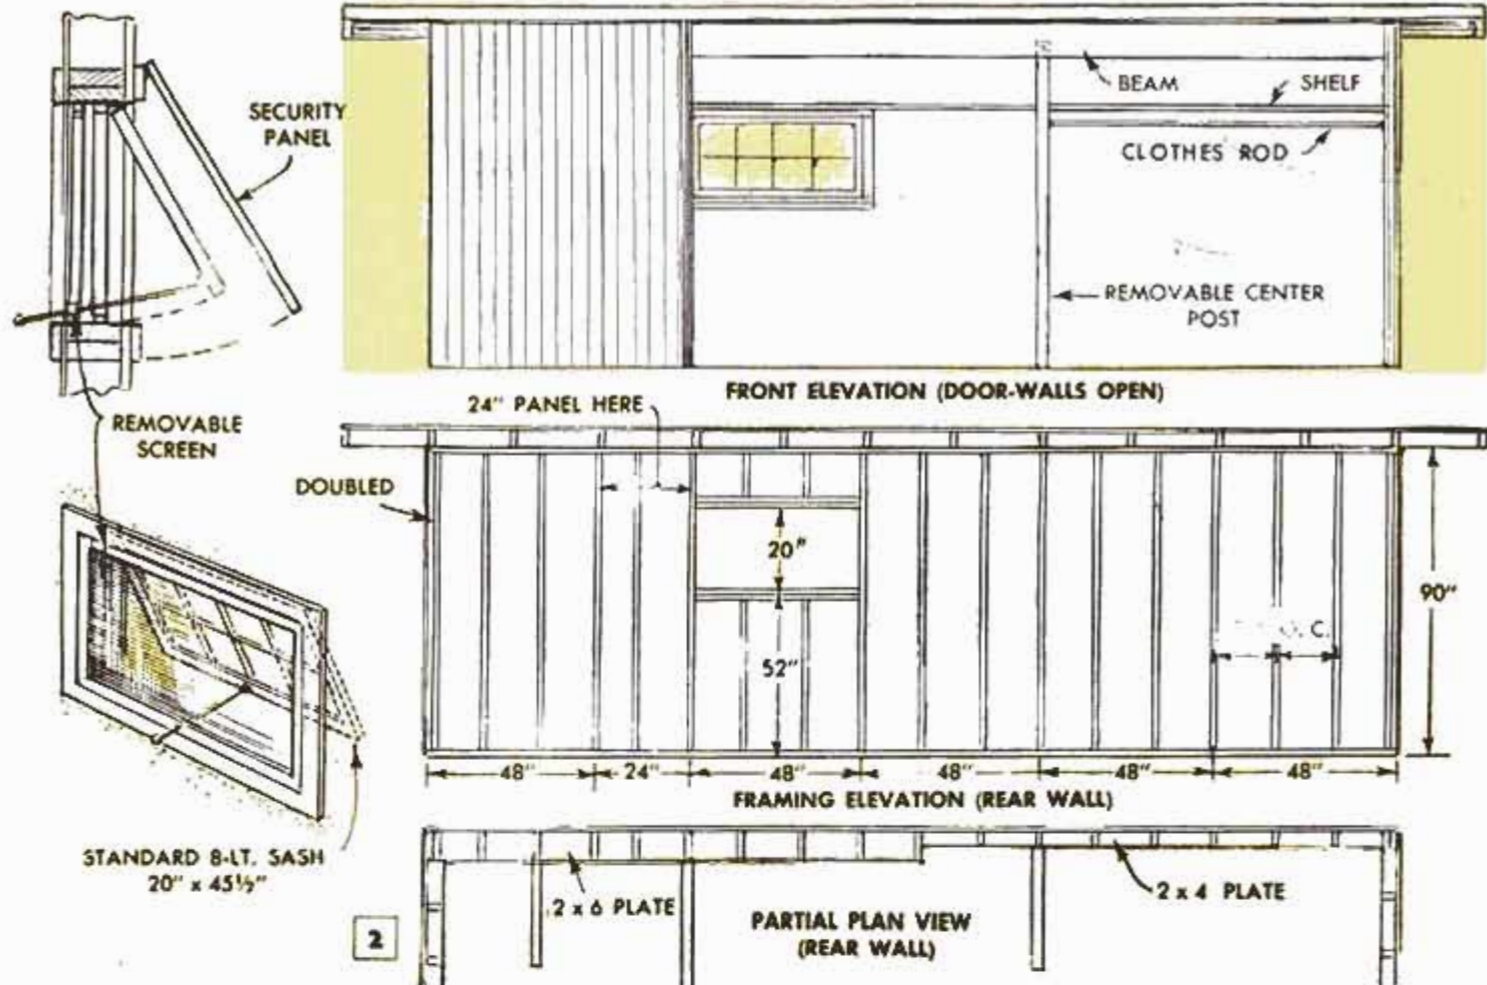 SECURITY
PANEL
BEAM
SHELF
CLOTHES ROD
REMOVABLE CENTER
POST
FRONT ELEVATION (DOOR-WALLS OPEN)
REMOVABLE
SCREEN
24" PANEL HERE
DOUBLED
20"
90"
O. C.
52"
48" 24" 48" 48" 48" 48"
FRAMING ELEVATION (REAR WALL)
STANDARD 8-LT. SASH
20" x 45½"
2 x 6 PLATE
2 x 4 PLATE
PARTIAL PLAN VIEW
(REAR WALL)
2